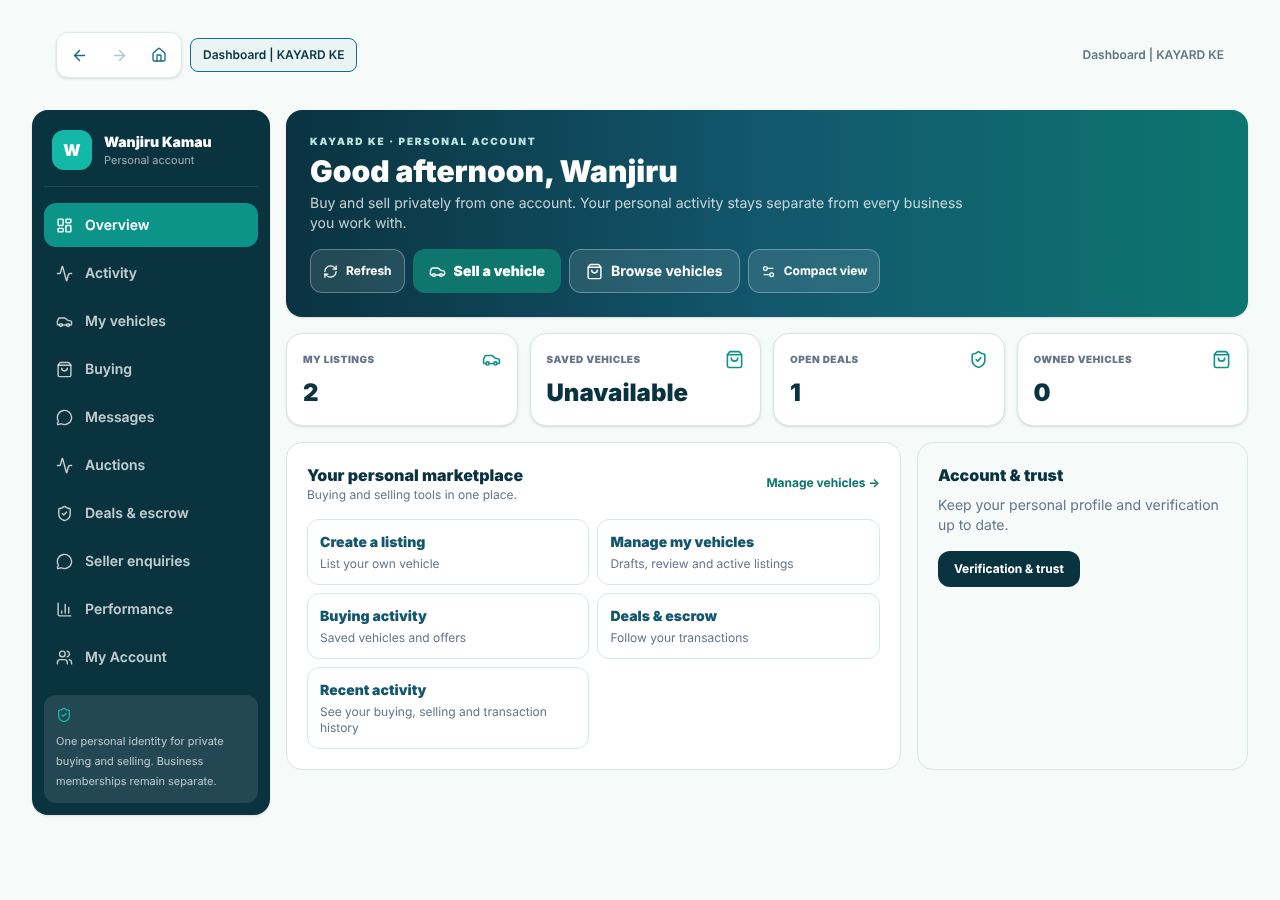 Dashboard | KAYARD KE
Dashboard | KAYARD KE
W
Wanjiru Kamau
Personal account
Overview
Activity
My vehicles
Buying
Messages
Auctions
Deals & escrow
Seller enquiries
Performance
My Account
One personal identity for private
buying and selling. Business
memberships remain separate.
KAYARD KE · PERSONAL ACCOUNT
Good afternoon, Wanjiru
Buy and sell privately from one account. Your personal activity stays separate from every business
you work with.
Refresh
Sell a vehicle
Browse vehicles
Compact view
MY LISTINGS
2
SAVED VEHICLES
Unavailable
OPEN DEALS
1
OWNED VEHICLES
0
Your personal marketplace
Buying and selling tools in one place.
Manage vehicles →
Create a listing
List your own vehicle
Manage my vehicles
Drafts, review and active listings
Buying activity
Saved vehicles and offers
Deals & escrow
Follow your transactions
Recent activity
See your buying, selling and transaction
history
Account & trust
Keep your personal profile and verification
up to date.
Verification & trust